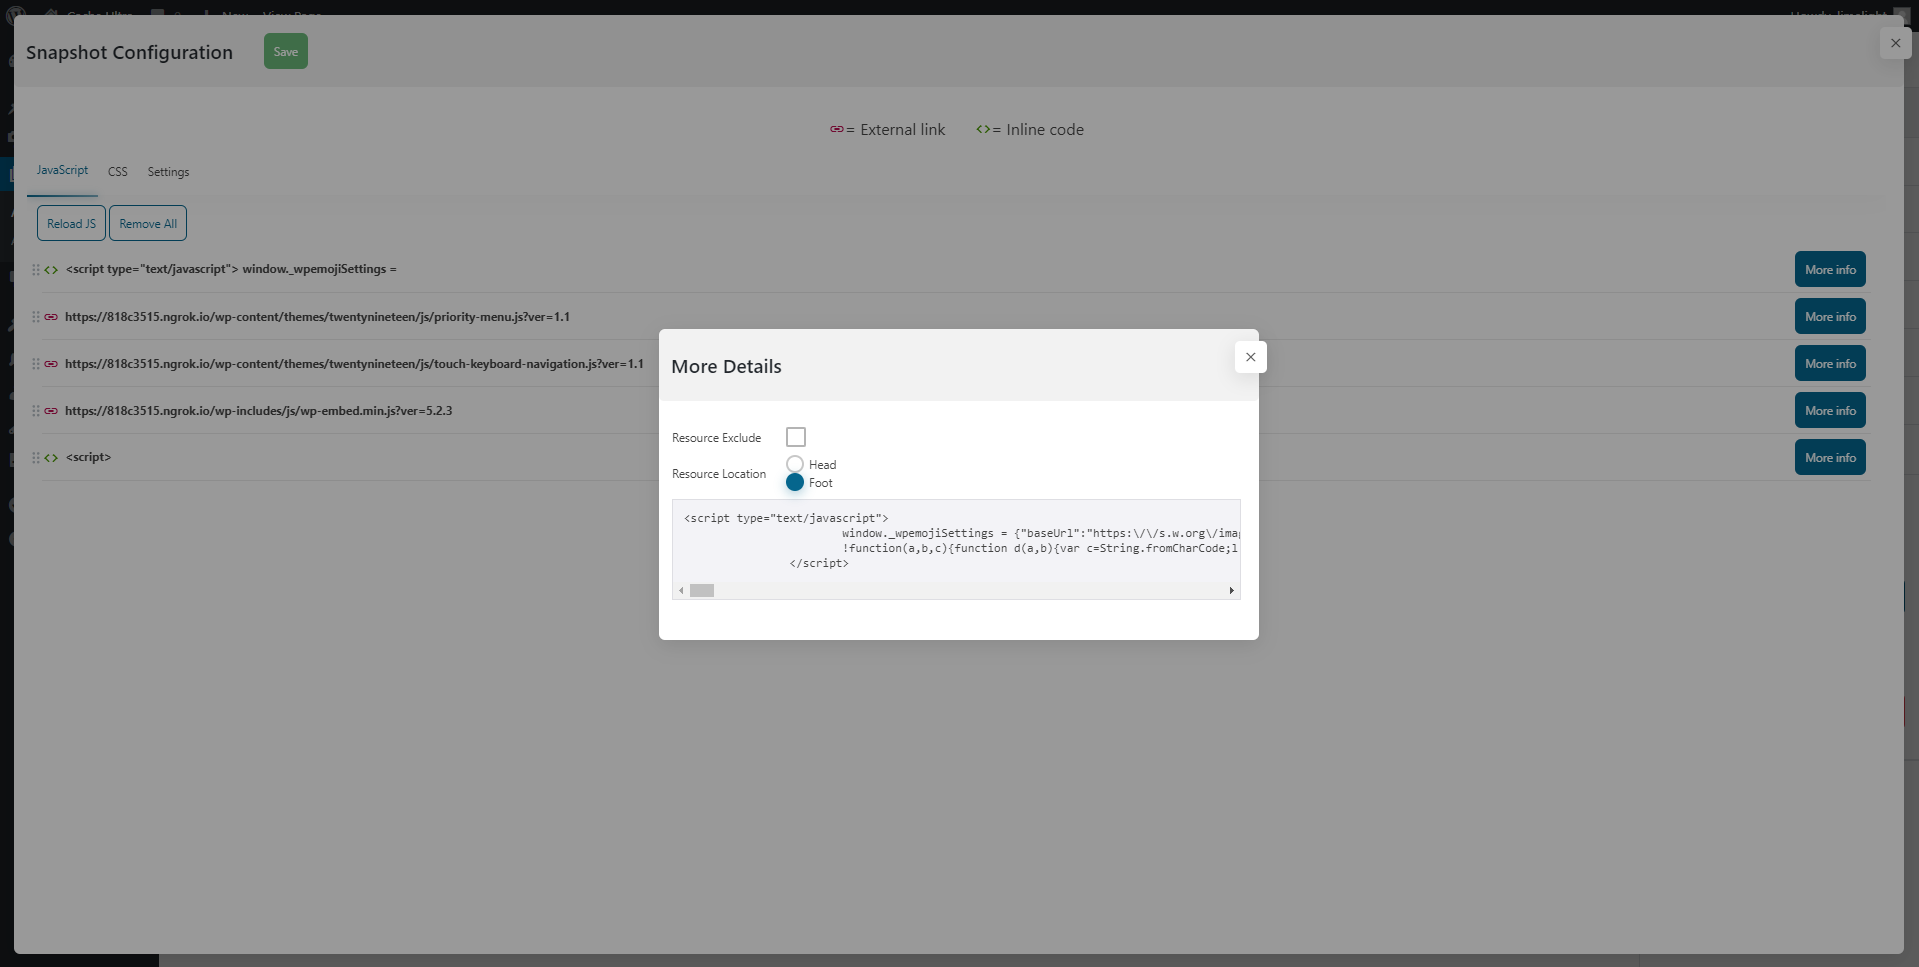 Snapshot Configuration
Save
= External link
= Inline code
JavaScript
CSS
Settings
Reload JS
Remove All
<script type="text/javascript"> window._wpemojiSettings =
More info
https://818c3515.ngrok.io/wp-content/themes/twentynineteen/js/priority-menu.js?ver=1.1
More info
https://818c3515.ngrok.io/wp-content/themes/twentynineteen/js/touch-keyboard-navigation.js?ver=1.1
More info
https://818c3515.ngrok.io/wp-includes/js/wp-embed.min.js?ver=5.2.3
More info
<script>
More info
More Details
Resource Exclude
Resource Location
Head
Foot
<script type="text/javascript">
window._wpemojiSettings = {"baseUrl":"https:\/\/s.w.org\/imag
!function(a,b,c){function d(a,b){var c=String.fromCharCode;l
</script>